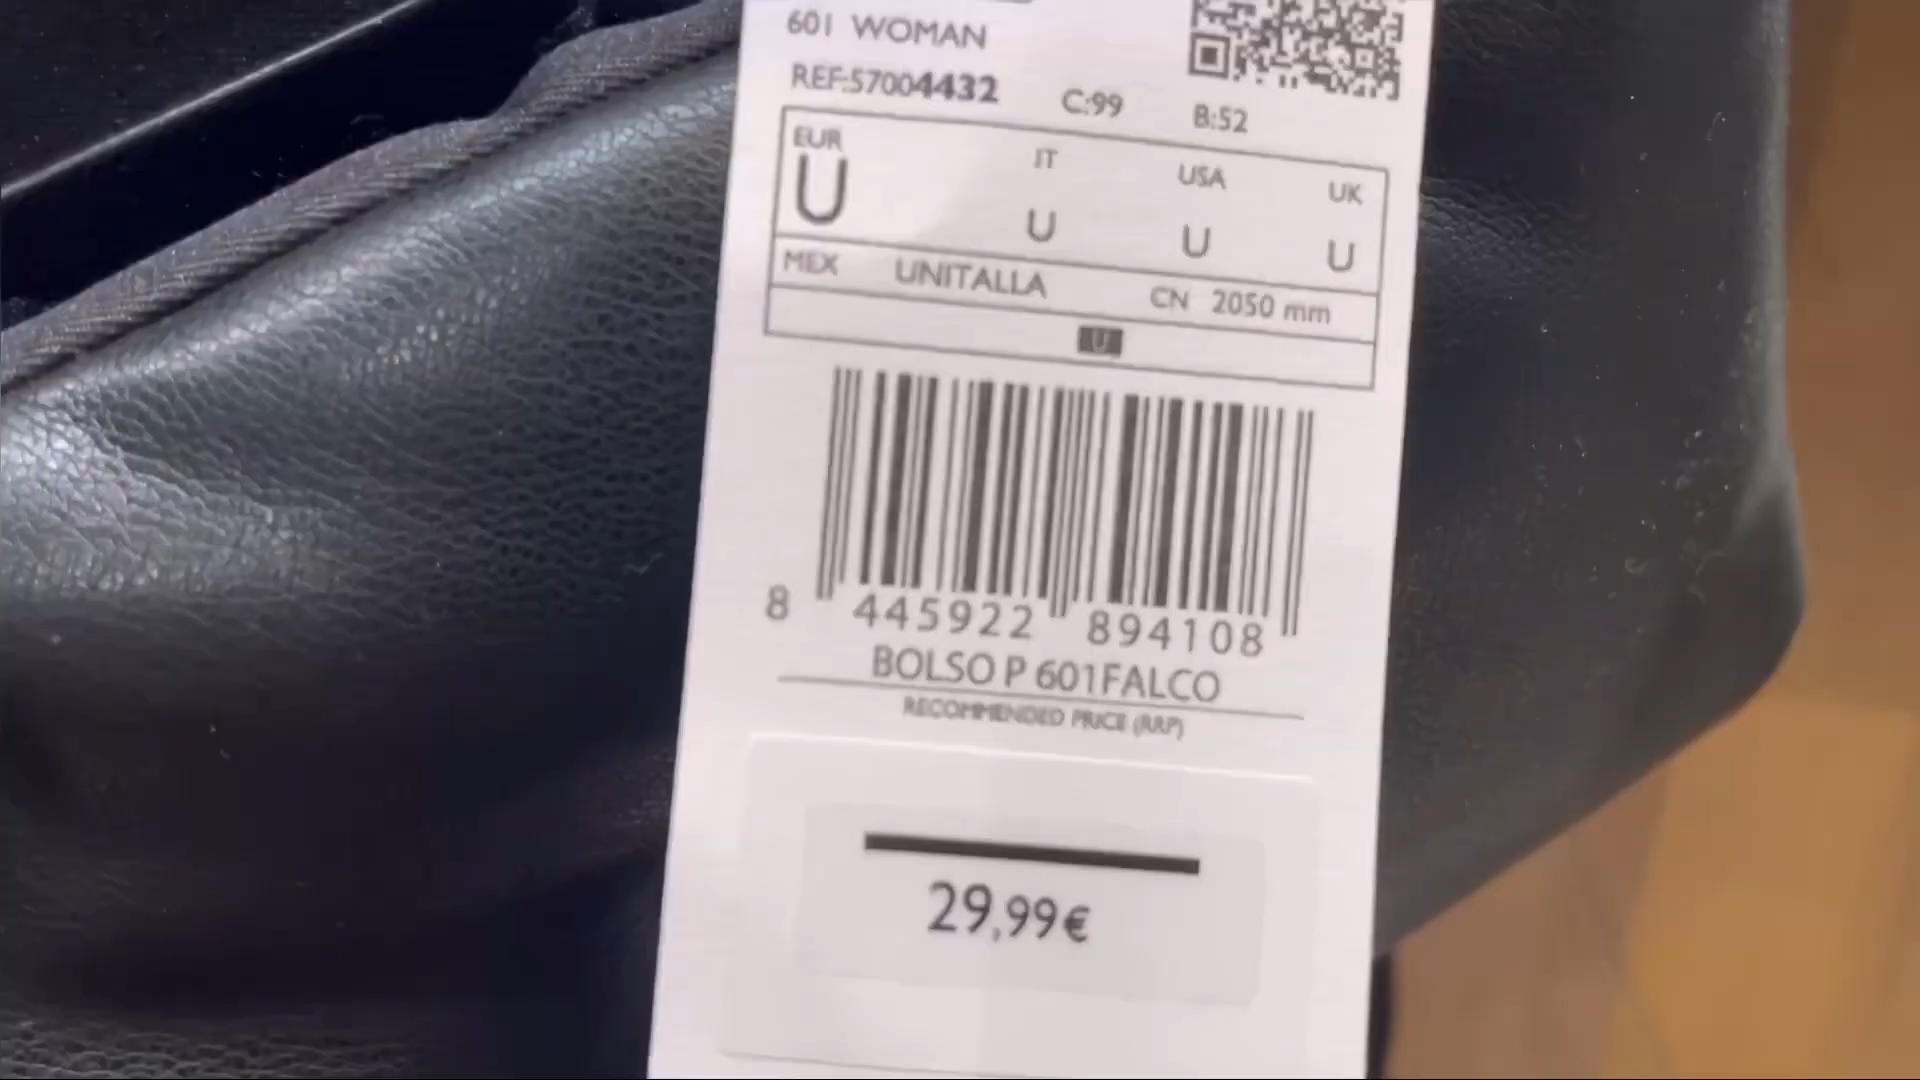 601 WOMAN
REF:57004432 C:99 B:52
EUR IT USA UK
U U U U
MEX UNITALLA CN 2050 mm
U
8 445922 894108
BOLSO P 601FALCO
RECOMMENDED PRICE (RRP)
29,99€